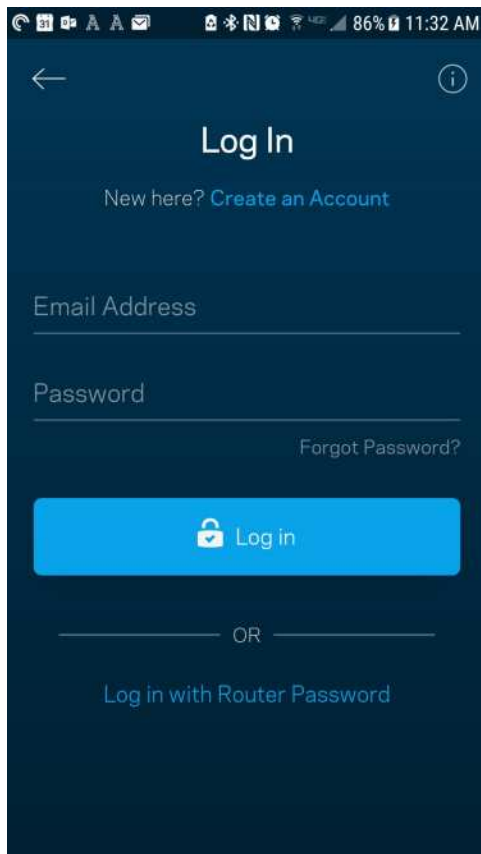 31 86% 11:32 AM
Log In
New here? Create an Account
Email Address
Password
Forgot Password?
Log in
OR
Log in with Router Password